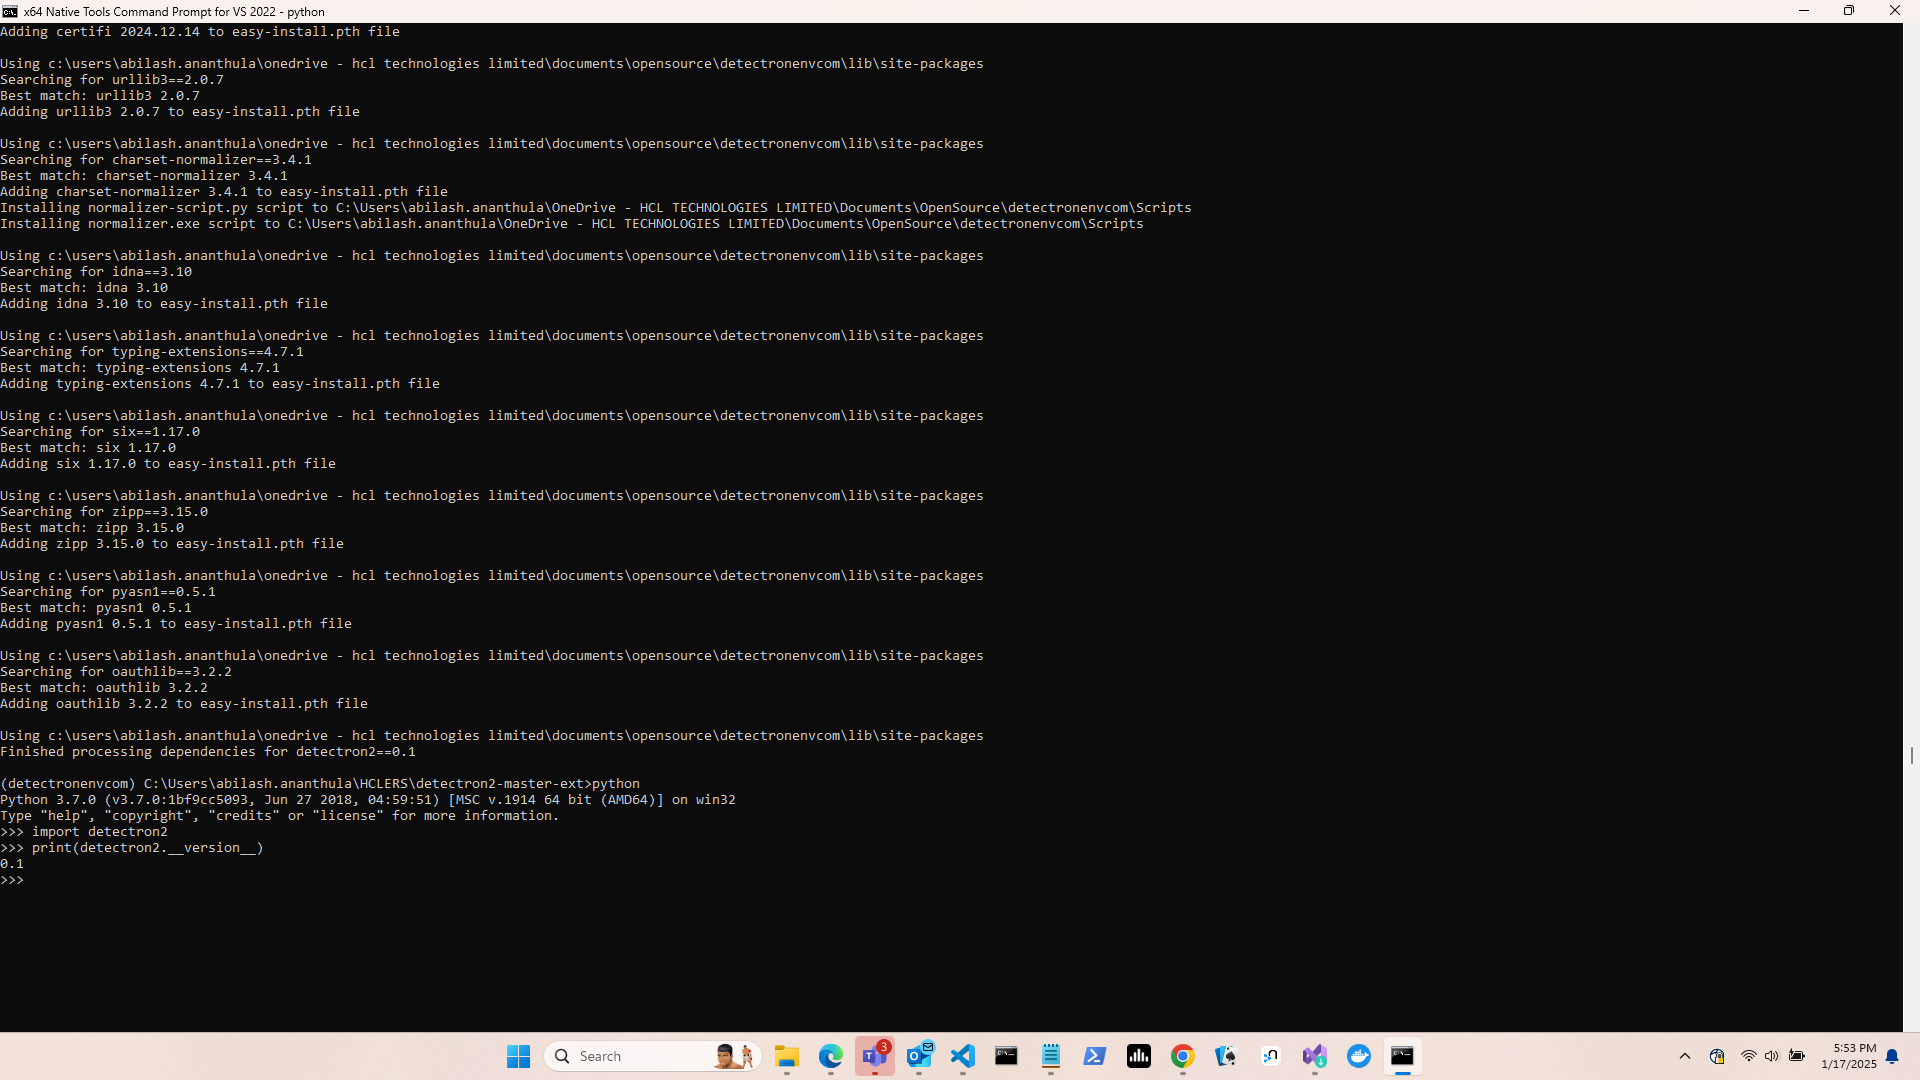 x64 Native Tools Command Prompt for VS 2022 - python
Adding certifi 2024.12.14 to easy-install.pth file
Using c:\users\abilash.ananthula\onedrive - hcl technologies limited\documents\opensource\detectronenvcom\lib\site-packages
Searching for urllib3==2.0.7
Best match: urllib3 2.0.7
Adding urllib3 2.0.7 to easy-install.pth file
Using c:\users\abilash.ananthula\onedrive - hcl technologies limited\documents\opensource\detectronenvcom\lib\site-packages
Searching for charset-normalizer==3.4.1
Best match: charset-normalizer 3.4.1
Adding charset-normalizer 3.4.1 to easy-install.pth file
Installing normalizer-script.py script to C:\Users\abilash.ananthula\OneDrive - HCL TECHNOLOGIES LIMITED\Documents\OpenSource\detectronenvcom\Scripts
Installing normalizer.exe script to C:\Users\abilash.ananthula\OneDrive - HCL TECHNOLOGIES LIMITED\Documents\OpenSource\detectronenvcom\Scripts
Using c:\users\abilash.ananthula\onedrive - hcl technologies limited\documents\opensource\detectronenvcom\lib\site-packages
Searching for idna==3.10
Best match: idna 3.10
Adding idna 3.10 to easy-install.pth file
Using c:\users\abilash.ananthula\onedrive - hcl technologies limited\documents\opensource\detectronenvcom\lib\site-packages
Searching for typing-extensions==4.7.1
Best match: typing-extensions 4.7.1
Adding typing-extensions 4.7.1 to easy-install.pth file
Using c:\users\abilash.ananthula\onedrive - hcl technologies limited\documents\opensource\detectronenvcom\lib\site-packages
Searching for six==1.17.0
Best match: six 1.17.0
Adding six 1.17.0 to easy-install.pth file
Using c:\users\abilash.ananthula\onedrive - hcl technologies limited\documents\opensource\detectronenvcom\lib\site-packages
Searching for zipp==3.15.0
Best match: zipp 3.15.0
Adding zipp 3.15.0 to easy-install.pth file
Using c:\users\abilash.ananthula\onedrive - hcl technologies limited\documents\opensource\detectronenvcom\lib\site-packages
Searching for pyasn1==0.5.1
Best match: pyasn1 0.5.1
Adding pyasn1 0.5.1 to easy-install.pth file
Using c:\users\abilash.ananthula\onedrive - hcl technologies limited\documents\opensource\detectronenvcom\lib\site-packages
Searching for oauthlib==3.2.2
Best match: oauthlib 3.2.2
Adding oauthlib 3.2.2 to easy-install.pth file
Using c:\users\abilash.ananthula\onedrive - hcl technologies limited\documents\opensource\detectronenvcom\lib\site-packages
Finished processing dependencies for detectron2==0.1
(detectronenvcom) C:\Users\abilash.ananthula\HCLERS\detectron2-master-ext>python
Python 3.7.0 (v3.7.0:1bf9cc5093, Jun 27 2018, 04:59:51) [MSC v.1914 64 bit (AMD64)] on win32
Type "help", "copyright", "credits" or "license" for more information.
>>> import detectron2
>>> print(detectron2.__version__)
0.1
>>>
Search
3
5:53 PM
1/17/2025